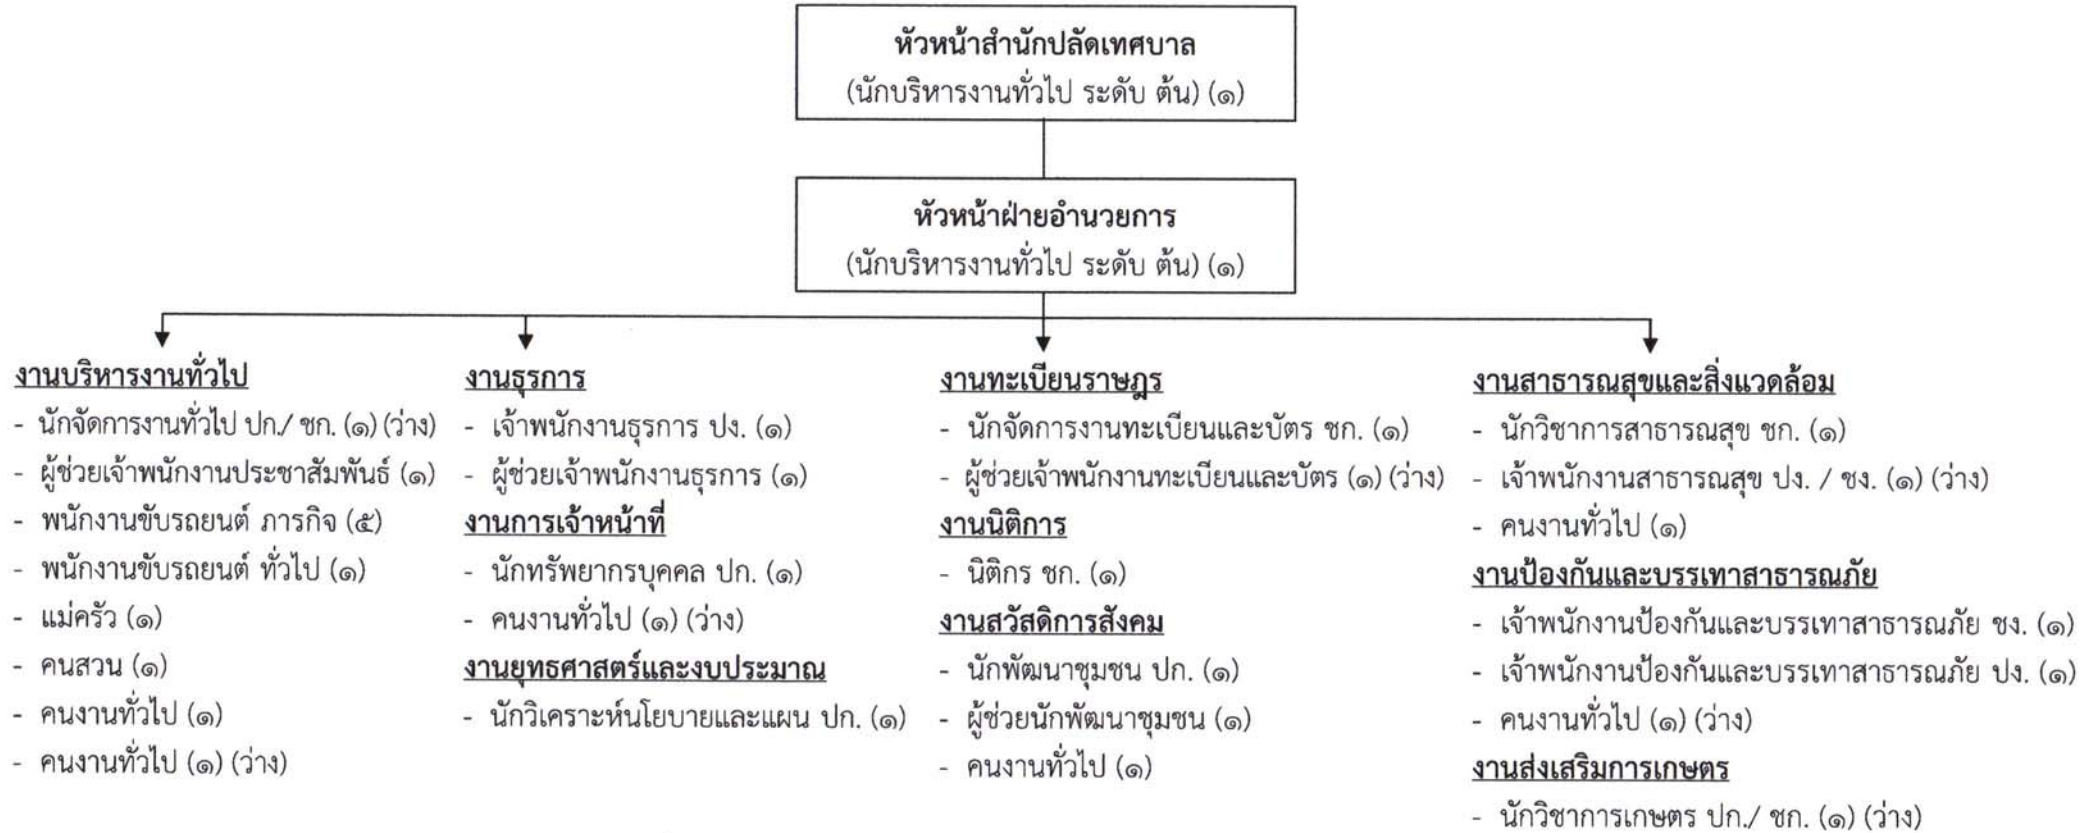 หัวหน้าสำนักปลัดเทศบาล
(นักบริหารงานทั่วไป ระดับ ต้น) (๑)
หัวหน้าฝ่ายอำนวยการ
(นักบริหารงานทั่วไป ระดับ ต้น) (๑)
งานบริหารงานทั่วไป
- นักจัดการงานทั่วไป ปก./ ชก. (๑) (ว่าง)
- ผู้ช่วยเจ้าพนักงานประชาสัมพันธ์ (๑)
- พนักงานขับรถยนต์ ภารกิจ (๕)
- พนักงานขับรถยนต์ ทั่วไป (๑)
- แม่ครัว (๑)
- คนสวน (๑)
- คนงานทั่วไป (๑)
- คนงานทั่วไป (๑) (ว่าง)
งานธุรการ
- เจ้าพนักงานธุรการ ปง. (๑)
- ผู้ช่วยเจ้าพนักงานธุรการ (๑)
งานการเจ้าหน้าที่
- นักทรัพยากรบุคคล ปก. (๑)
- คนงานทั่วไป (๑) (ว่าง)
งานยุทธศาสตร์และงบประมาณ
- นักวิเคราะห์นโยบายและแผน ปก. (๑)
งานทะเบียนราษฎร
- นักจัดการงานทะเบียนและบัตร ชก. (๑)
- ผู้ช่วยเจ้าพนักงานทะเบียนและบัตร (๑) (ว่าง)
งานนิติการ
- นิติกร ชก. (๑)
งานสวัสดิการสังคม
- นักพัฒนาชุมชน ปก. (๑)
- ผู้ช่วยนักพัฒนาชุมชน (๑)
- คนงานทั่วไป (๑)
งานสาธารณสุขและสิ่งแวดล้อม
- นักวิชาการสาธารณสุข ชก. (๑)
- เจ้าพนักงานสาธารณสุข ปง. / ชง. (๑) (ว่าง)
- คนงานทั่วไป (๑)
งานป้องกันและบรรเทาสาธารณภัย
- เจ้าพนักงานป้องกันและบรรเทาสาธารณภัย ชง. (๑)
- เจ้าพนักงานป้องกันและบรรเทาสาธารณภัย ปง. (๑)
- คนงานทั่วไป (๑) (ว่าง)
งานส่งเสริมการเกษตร
- นักวิชาการเกษตร ปก./ ชก. (๑) (ว่าง)